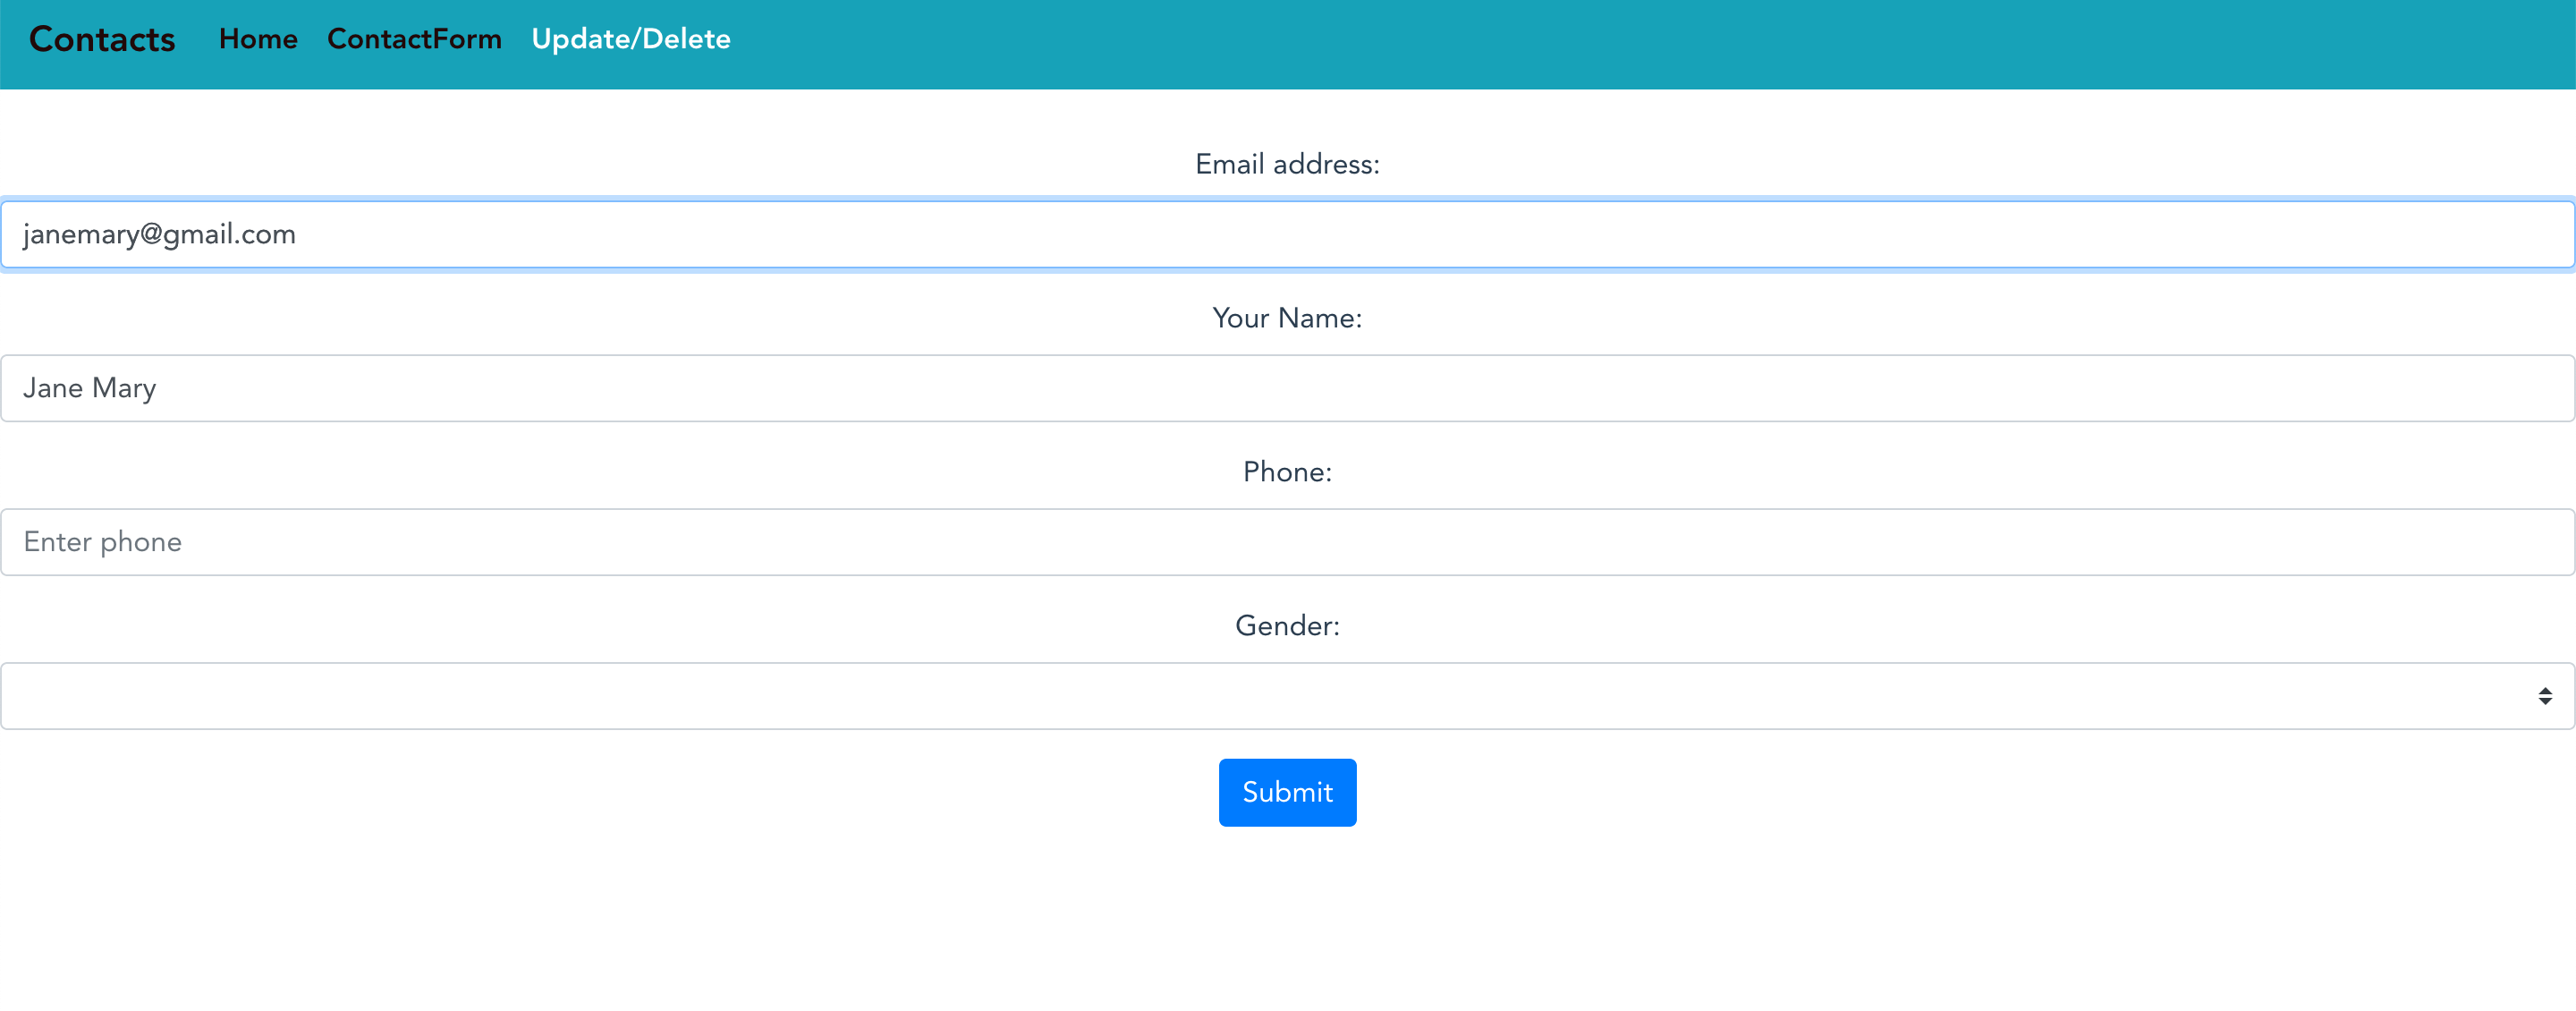 Contacts Home ContactForm Update/Delete
Email address:
janemary@gmail.com
Your Name:
Jane Mary
Phone:
Enter phone
Gender:
Submit